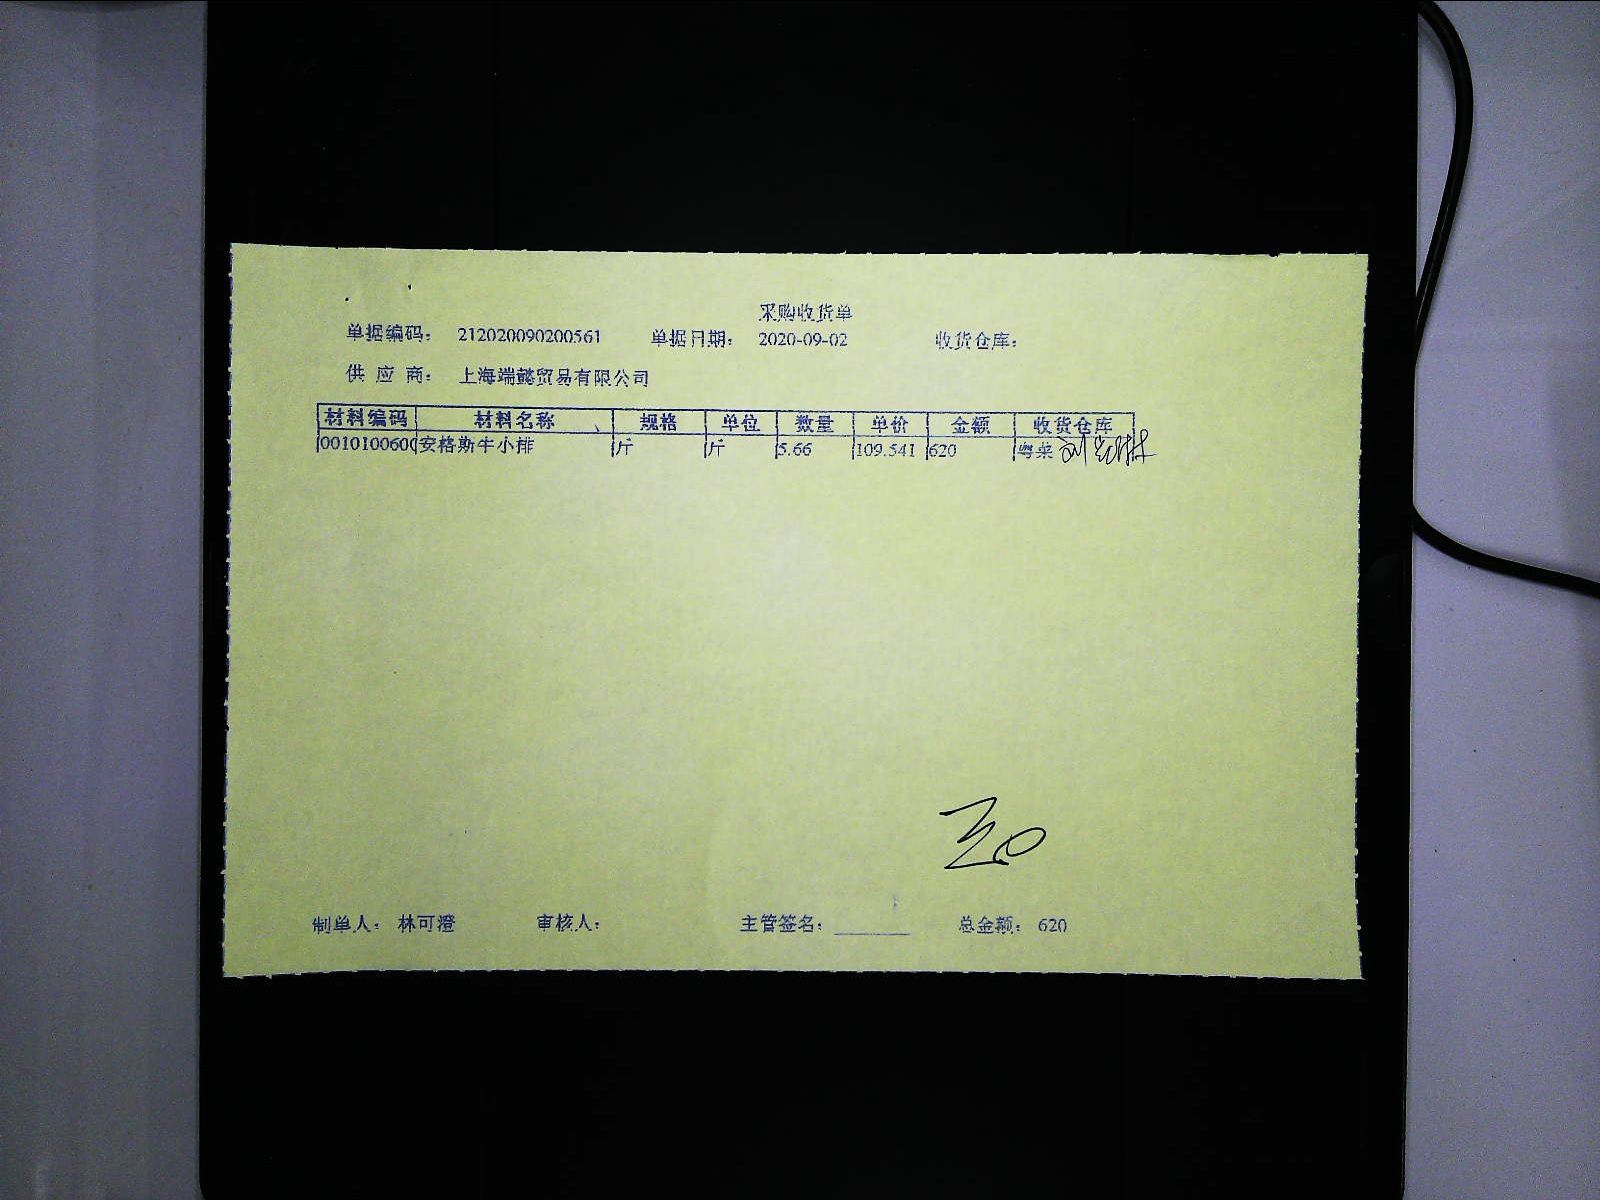 采购收货单
单据编码： 212020090200561 单据日期： 2020-09-02 收货仓库：
供 应 商： 上海端懿贸易有限公司
材料编码 材料名称 规格 单位 数量 单价 金额 收货仓库
0010100600 安格斯牛小排 斤 斤 5.66 109.541 620 粤菜
制单人： 林可澄 审核人： 主管签名： 总金额： 620